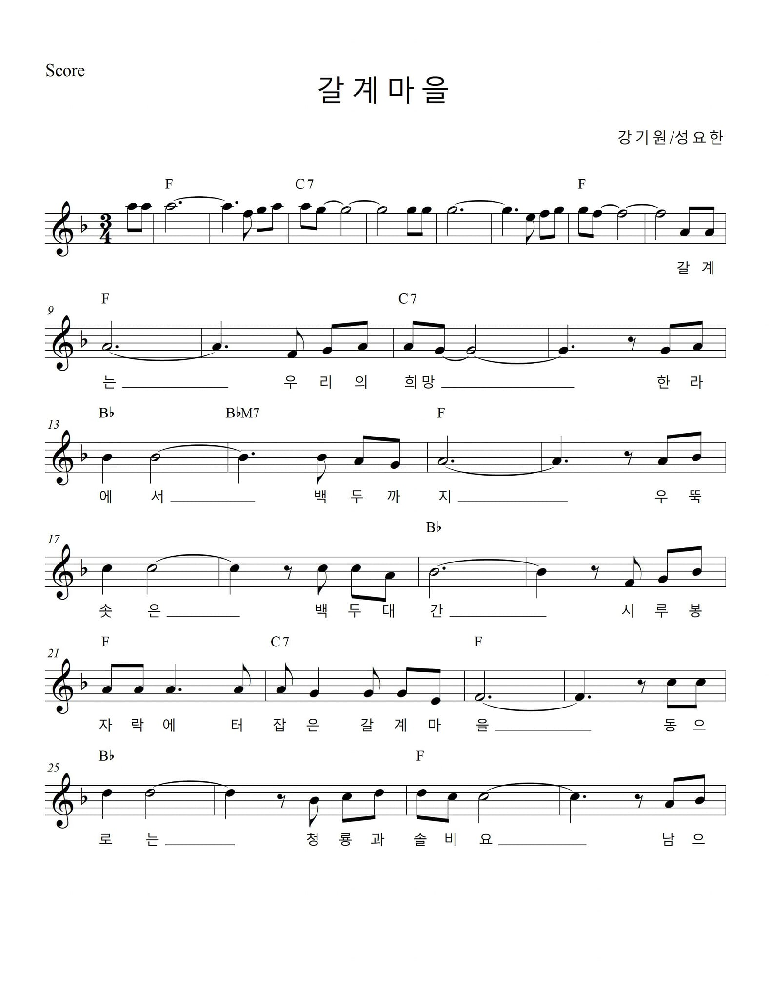 Score
갈계마을
강기원/성요한
F C7 F
3
4
갈 계
F C7
9
는 우 리 의 희 망 한 라
B♭ B♭M7 F
13
에 서 백 두 까 지 우 뚝
B♭
17
솟 은 백 두 대 간 시 루 봉
F C7 F
21
자 락 에 터 잡 은 갈 계 마 을 동 으
B♭ F
25
로 는 청 룡 과 솔 비 요 남 으